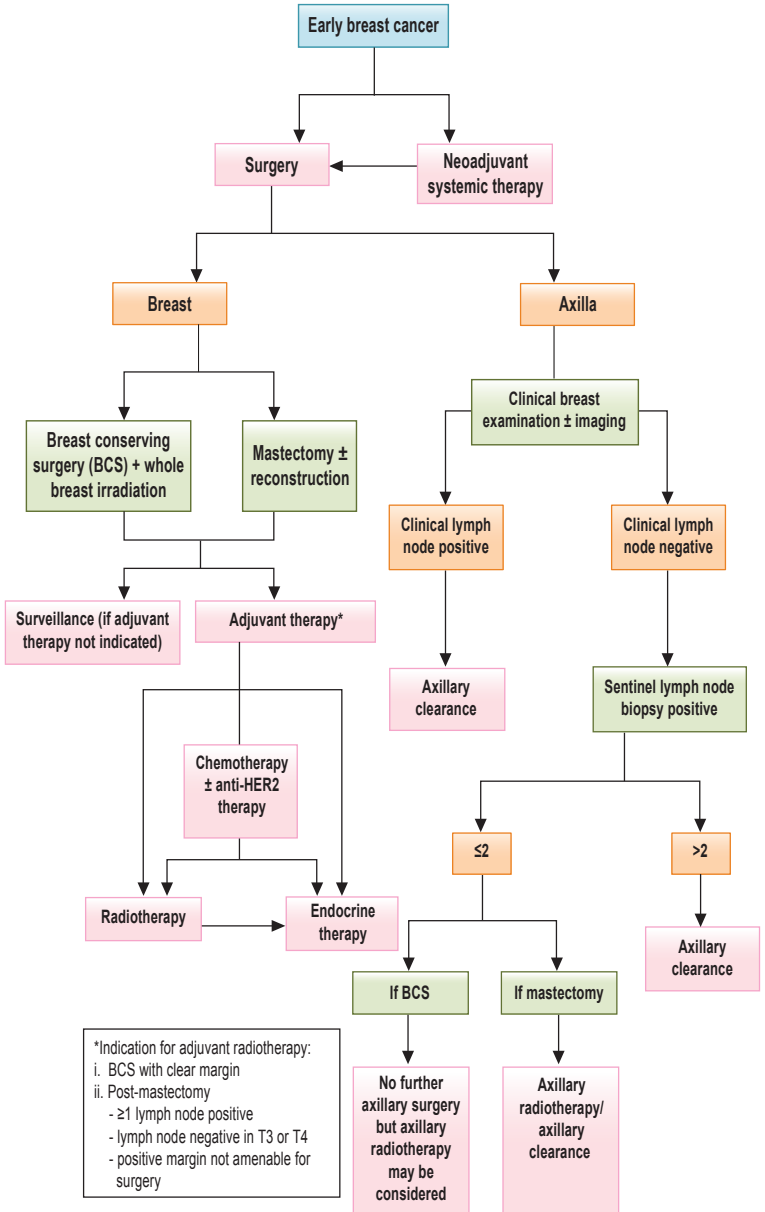 Early breast cancer
Surgery
Neoadjuvant
systemic therapy
Breast
Axilla
Breast conserving
surgery (BCS) + whole
breast irradiation
Mastectomy ±
reconstruction
Clinical breast
examination ± imaging
Clinical lymph
node positive
Clinical lymph
node negative
Surveillance (if adjuvant
therapy not indicated)
Adjuvant therapy*
Axillary
clearance
Sentinel lymph node
biopsy positive
Chemotherapy
± anti-HER2
therapy
≤2
>2
Radiotherapy
Endocrine
therapy
Axillary
clearance
If BCS
If mastectomy
No further
axillary surgery
but axillary
radiotherapy
may be
considered
Axillary
radiotherapy/
axillary
clearance
*Indication for adjuvant radiotherapy:
i. BCS with clear margin
ii. Post-mastectomy
- ≥1 lymph node positive
- lymph node negative in T3 or T4
- positive margin not amenable for
surgery